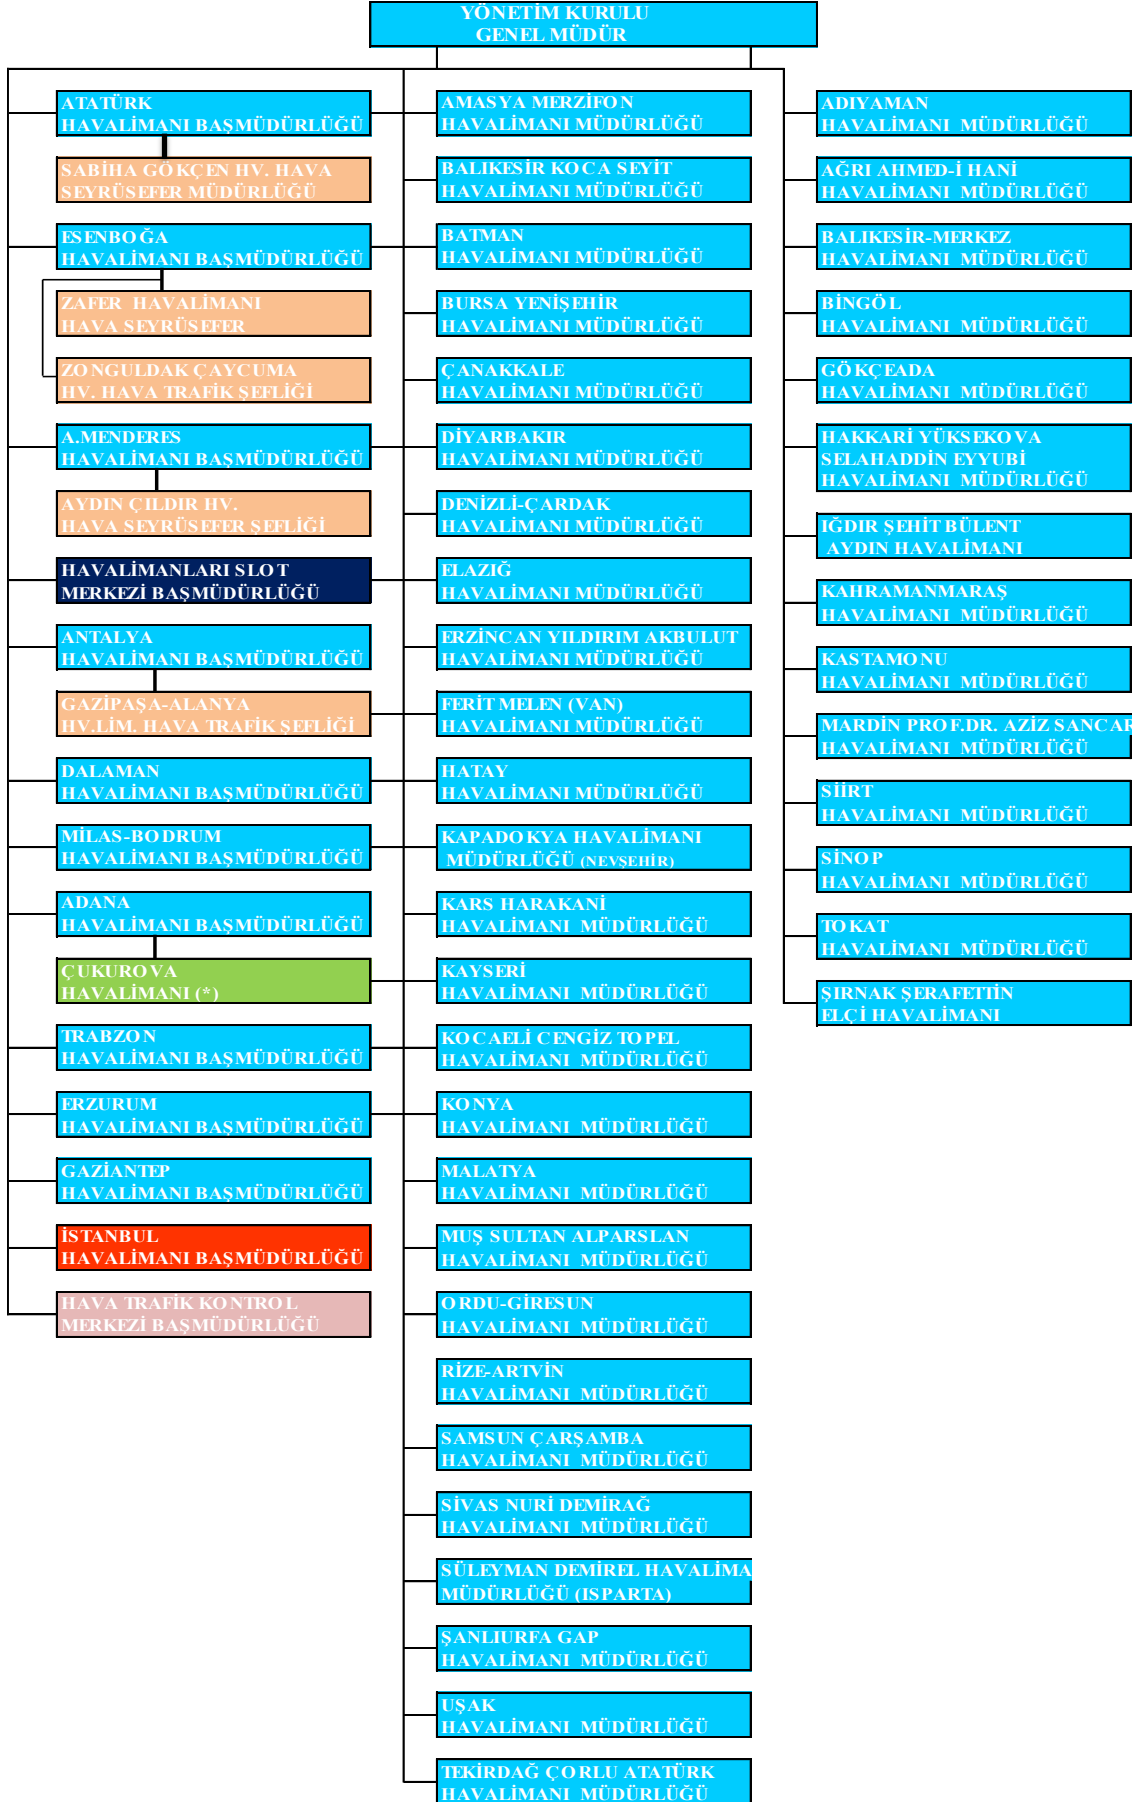 YÖNETİM KURULU
GENEL MÜDÜR
ATATÜRK
HAVALİMANI BAŞMÜDÜRLÜĞÜ
SABİHA GÖKÇEN HV. HAVA
SEYRÜSEFER MÜDÜRLÜĞÜ
ESENBOĞA
HAVALİMANI BAŞMÜDÜRLÜĞÜ
ZAFER HAVALİMANI
HAVA SEYRÜSEFER
ZONGULDAK ÇAYCUMA
HV. HAVA TRAFİK ŞEFLİĞİ
A.MENDERES
HAVALİMANI BAŞMÜDÜRLÜĞÜ
AYDIN ÇILDIR HV.
HAVA SEYRÜSEFER ŞEFLİĞİ
HAVALİMANLARI SLOT
MERKEZİ BAŞMÜDÜRLÜĞÜ
ANTALYA
HAVALİMANI BAŞMÜDÜRLÜĞÜ
GAZİPAŞA-ALANYA
HV.LİM. HAVA TRAFİK ŞEFLİĞİ
DALAMAN
HAVALİMANI BAŞMÜDÜRLÜĞÜ
MİLAS-BODRUM
HAVALİMANI BAŞMÜDÜRLÜĞÜ
ADANA
HAVALİMANI BAŞMÜDÜRLÜĞÜ
ÇUKUROVA
HAVALİMANI (*)
TRABZON
HAVALİMANI BAŞMÜDÜRLÜĞÜ
ERZURUM
HAVALİMANI BAŞMÜDÜRLÜĞÜ
GAZİANTEP
HAVALİMANI BAŞMÜDÜRLÜĞÜ
İSTANBUL
HAVALİMANI BAŞMÜDÜRLÜĞÜ
HAVA TRAFİK KONTROL
MERKEZİ BAŞMÜDÜRLÜĞÜ
AMASYA MERZİFON
HAVALİMANI MÜDÜRLÜĞÜ
BALIKESİR KOCA SEYİT
HAVALİMANI MÜDÜRLÜĞÜ
BATMAN
HAVALİMANI MÜDÜRLÜĞÜ
BURSA YENİŞEHİR
HAVALİMANI MÜDÜRLÜĞÜ
ÇANAKKALE
HAVALİMANI MÜDÜRLÜĞÜ
DİYARBAKIR
HAVALİMANI MÜDÜRLÜĞÜ
DENİZLİ-ÇARDAK
HAVALİMANI MÜDÜRLÜĞÜ
ELAZIĞ
HAVALİMANI MÜDÜRLÜĞÜ
ERZİNCAN YILDIRIM AKBULUT
HAVALİMANI MÜDÜRLÜĞÜ
FERİT MELEN (VAN)
HAVALİMANI MÜDÜRLÜĞÜ
HATAY
HAVALİMANI MÜDÜRLÜĞÜ
KAPADOKYA HAVALİMANI
MÜDÜRLÜĞÜ (NEVŞEHİR)
KARS HARAKANİ
HAVALİMANI MÜDÜRLÜĞÜ
KAYSERİ
HAVALİMANI MÜDÜRLÜĞÜ
KOCAELİ CENGİZ TOPEL
HAVALİMANI MÜDÜRLÜĞÜ
KONYA
HAVALİMANI MÜDÜRLÜĞÜ
MALATYA
HAVALİMANI MÜDÜRLÜĞÜ
MUŞ SULTAN ALPARSLAN
HAVALİMANI MÜDÜRLÜĞÜ
ORDU-GİRESUN
HAVALİMANI MÜDÜRLÜĞÜ
RİZE-ARTVİN
HAVALİMANI MÜDÜRLÜĞÜ
SAMSUN ÇARŞAMBA
HAVALİMANI MÜDÜRLÜĞÜ
SİVAS NURİ DEMİRAĞ
HAVALİMANI MÜDÜRLÜĞÜ
SÜLEYMAN DEMİREL HAVALİMA
MÜDÜRLÜĞÜ (ISPARTA)
ŞANLIURFA GAP
HAVALİMANI MÜDÜRLÜĞÜ
UŞAK
HAVALİMANI MÜDÜRLÜĞÜ
TEKİRDAĞ ÇORLU ATATÜRK
HAVALİMANI MÜDÜRLÜĞÜ
ADIYAMAN
HAVALİMANI MÜDÜRLÜĞÜ
AĞRI AHMED-İ HANİ
HAVALİMANI MÜDÜRLÜĞÜ
BALIKESİR-MERKEZ
HAVALİMANI MÜDÜRLÜĞÜ
BİNGÖL
HAVALİMANI MÜDÜRLÜĞÜ
GÖKÇEADA
HAVALİMANI MÜDÜRLÜĞÜ
HAKKARİ YÜKSEKOVA
SELAHADDİN EYYUBİ
HAVALİMANI MÜDÜRLÜĞÜ
IĞDIR ŞEHİT BÜLENT
AYDIN HAVALİMANI
KAHRAMANMARAŞ
HAVALİMANI MÜDÜRLÜĞÜ
KASTAMONU
HAVALİMANI MÜDÜRLÜĞÜ
MARDİN PROF.DR. AZİZ SANCAR
HAVALİMANI MÜDÜRLÜĞÜ
SİİRT
HAVALİMANI MÜDÜRLÜĞÜ
SİNOP
HAVALİMANI MÜDÜRLÜĞÜ
TOKAT
HAVALİMANI MÜDÜRLÜĞÜ
ŞIRNAK ŞERAFETTİN
ELÇİ HAVALİMANI